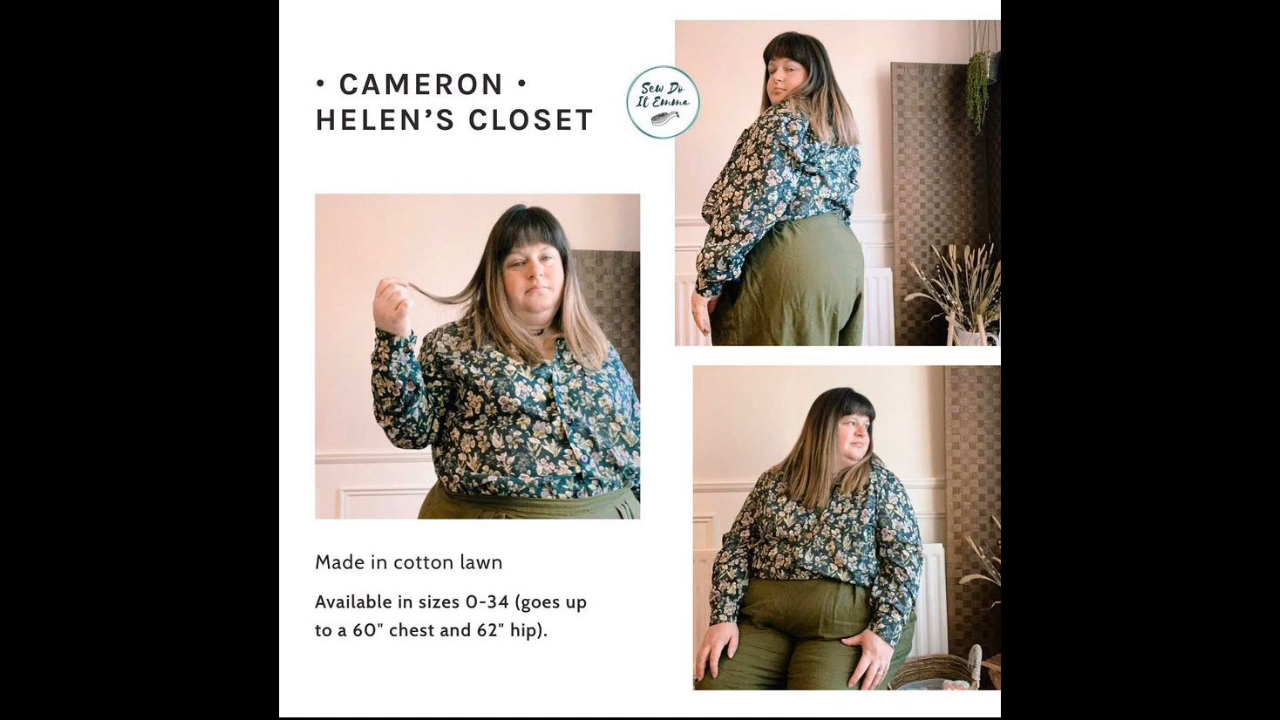 • CAMERON •
HELEN'S CLOSET
Sew Do
It Emma
Made in cotton lawn
Available in sizes 0-34 (goes up
to a 60" chest and 62" hip).